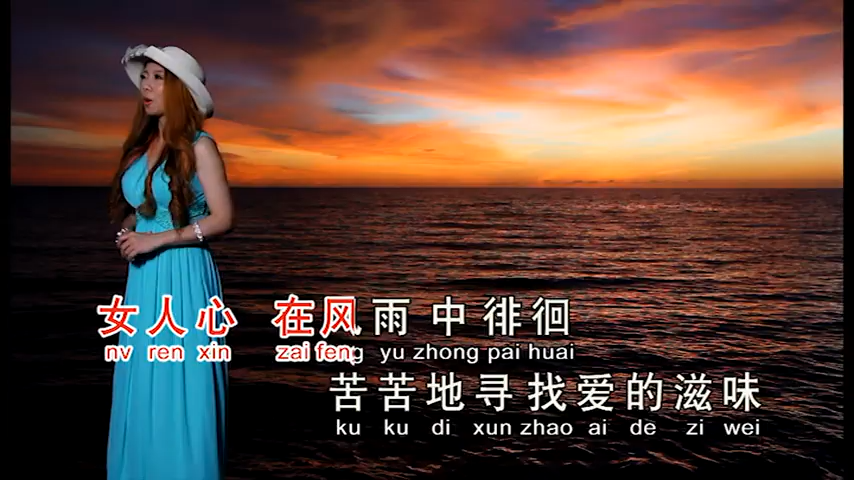 女人心 在风雨中徘徊
nv ren xin zai feng yu zhong pai huai
苦苦地寻找爱的滋味
ku ku di xun zhao ai de zi wei